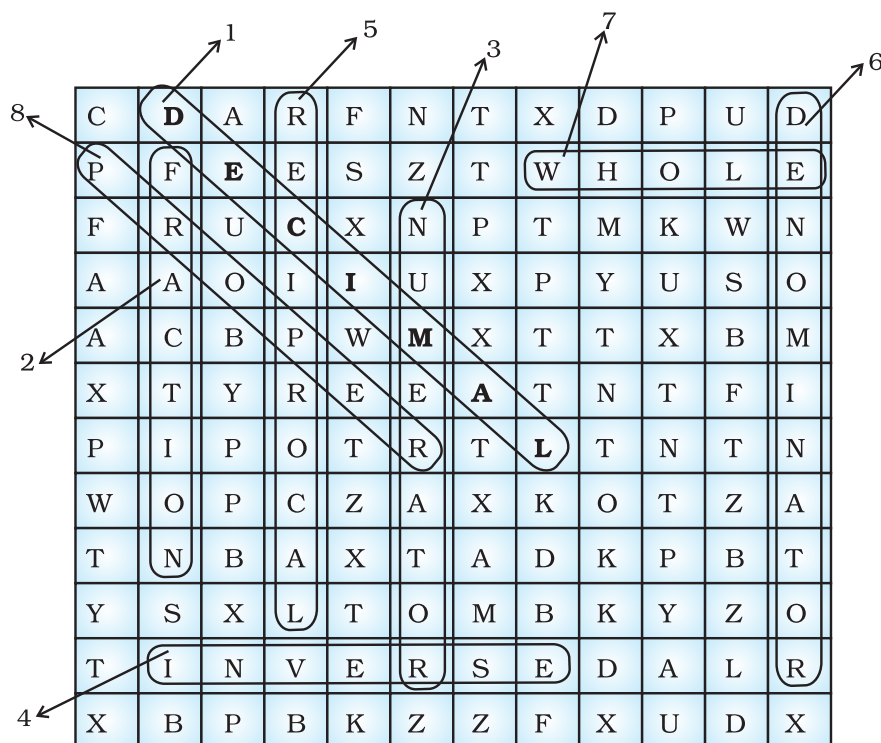 1
5
7
3
6
8
C D A R F N T X D P U D
P F E E S Z T W H O L E
F R U C X N P T M K W N
A A O I I U X P Y U S O
2
A C B P W M X T T X B M
X T Y R E E A T N T F I
P I P O T R T L T N T N
W O P C Z A X K O T Z A
T N B A X T A D K P B T
Y S X L T O M B K Y Z O
T I N V E R S E D A L R
4
X B P B K Z Z F X U D X